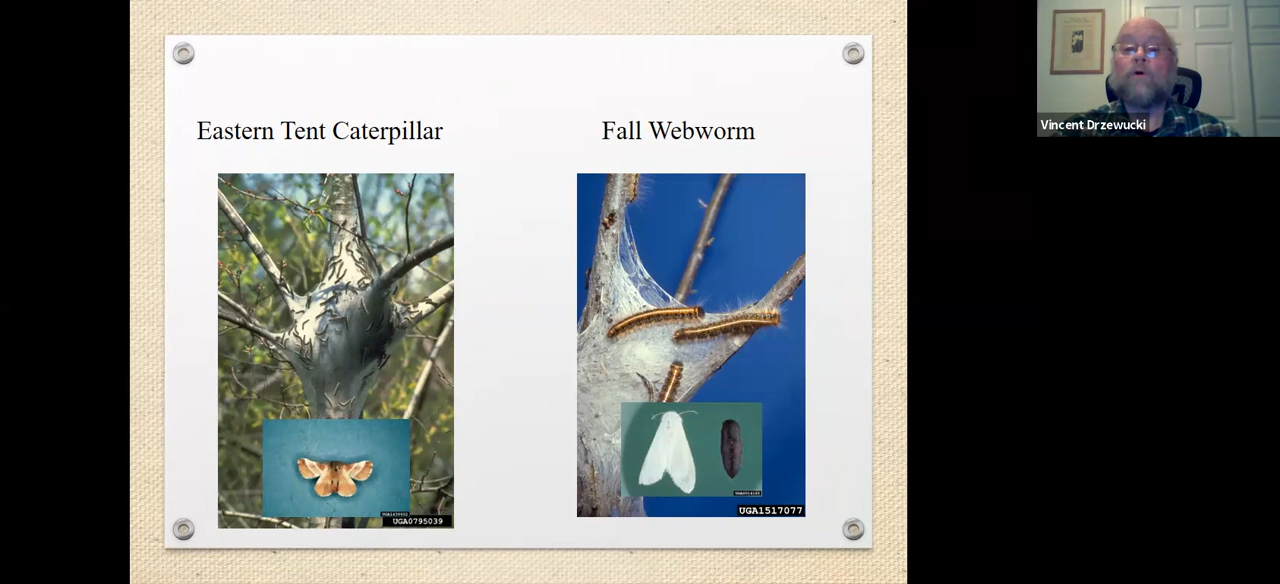 Eastern Tent Caterpillar
Fall Webworm
Vincent Drzewucki
UGA0795039
UGA1517077